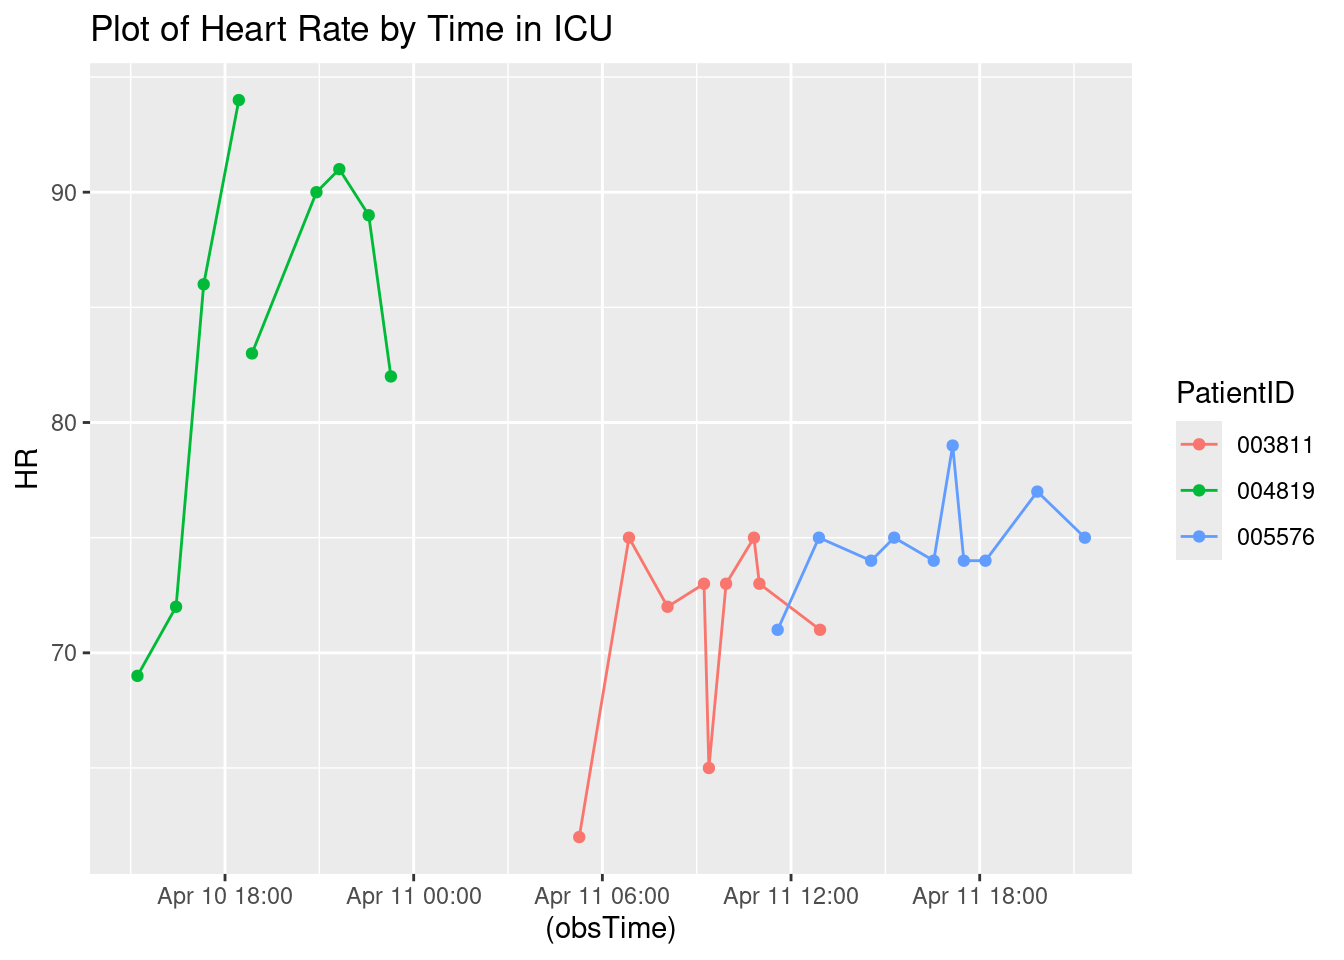 Plot of Heart Rate by Time in ICU
HR
90
80
70
Apr 10 18:00 Apr 11 00:00 Apr 11 06:00 Apr 11 12:00 Apr 11 18:00
(obsTime)
PatientID
003811
004819
005576